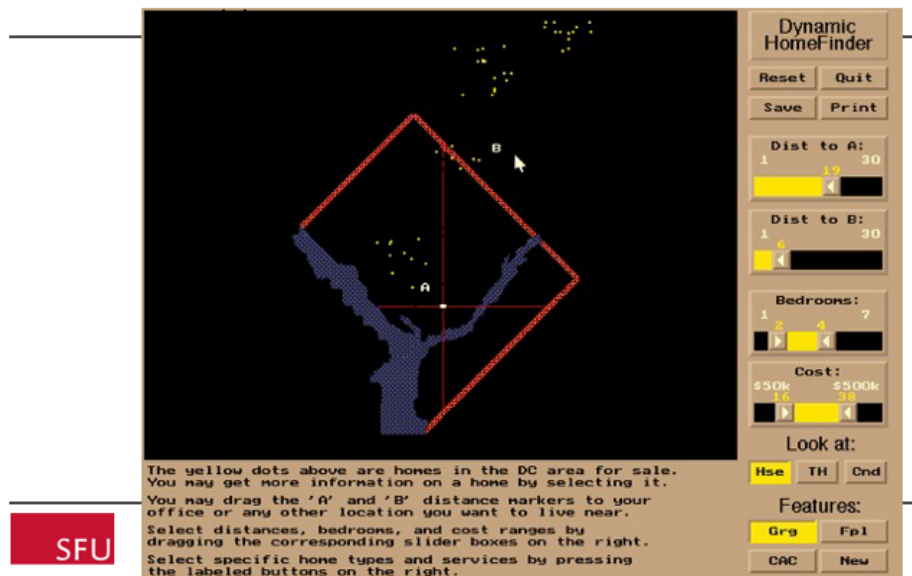 Dynamic
HomeFinder
Reset Quit
Save Print
Dist to A:
1 30
19
Dist to B:
1 30
6
Bedrooms:
1 7
2 4
Cost:
$50k $500k
16 38
Look at:
Hse TH Cnd
Features:
Grg Fpl
CAC New
B
A
The yellow dots above are homes in the DC area for sale.
You may get more information on a home by selecting it.
You may drag the 'A' and 'B' distance markers to your
office or any other location you want to live near.
Select distances, bedrooms, and cost ranges by
dragging the corresponding slider boxes on the right.
Select specific home types and services by pressing
the labeled buttons on the right.
SFU